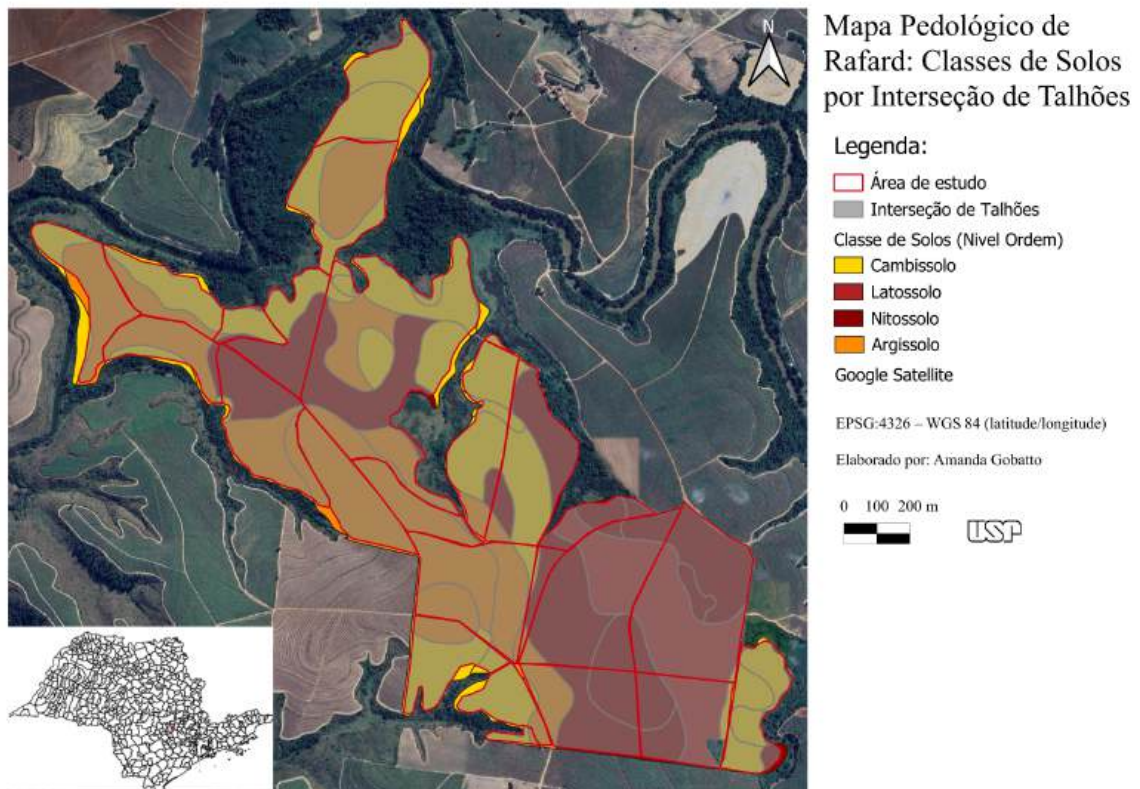 Mapa Pedológico de
Rafard: Classes de Solos
por Interseção de Talhões
N
Legenda:
Área de estudo
Interseção de Talhões
Classe de Solos (Nivel Ordem)
Cambissolo
Latossolo
Nitossolo
Argissolo
Google Satellite
EPSG:4326 – WGS 84 (latitude/longitude)
Elaborado por: Amanda Gobatto
0 100 200 m
USP